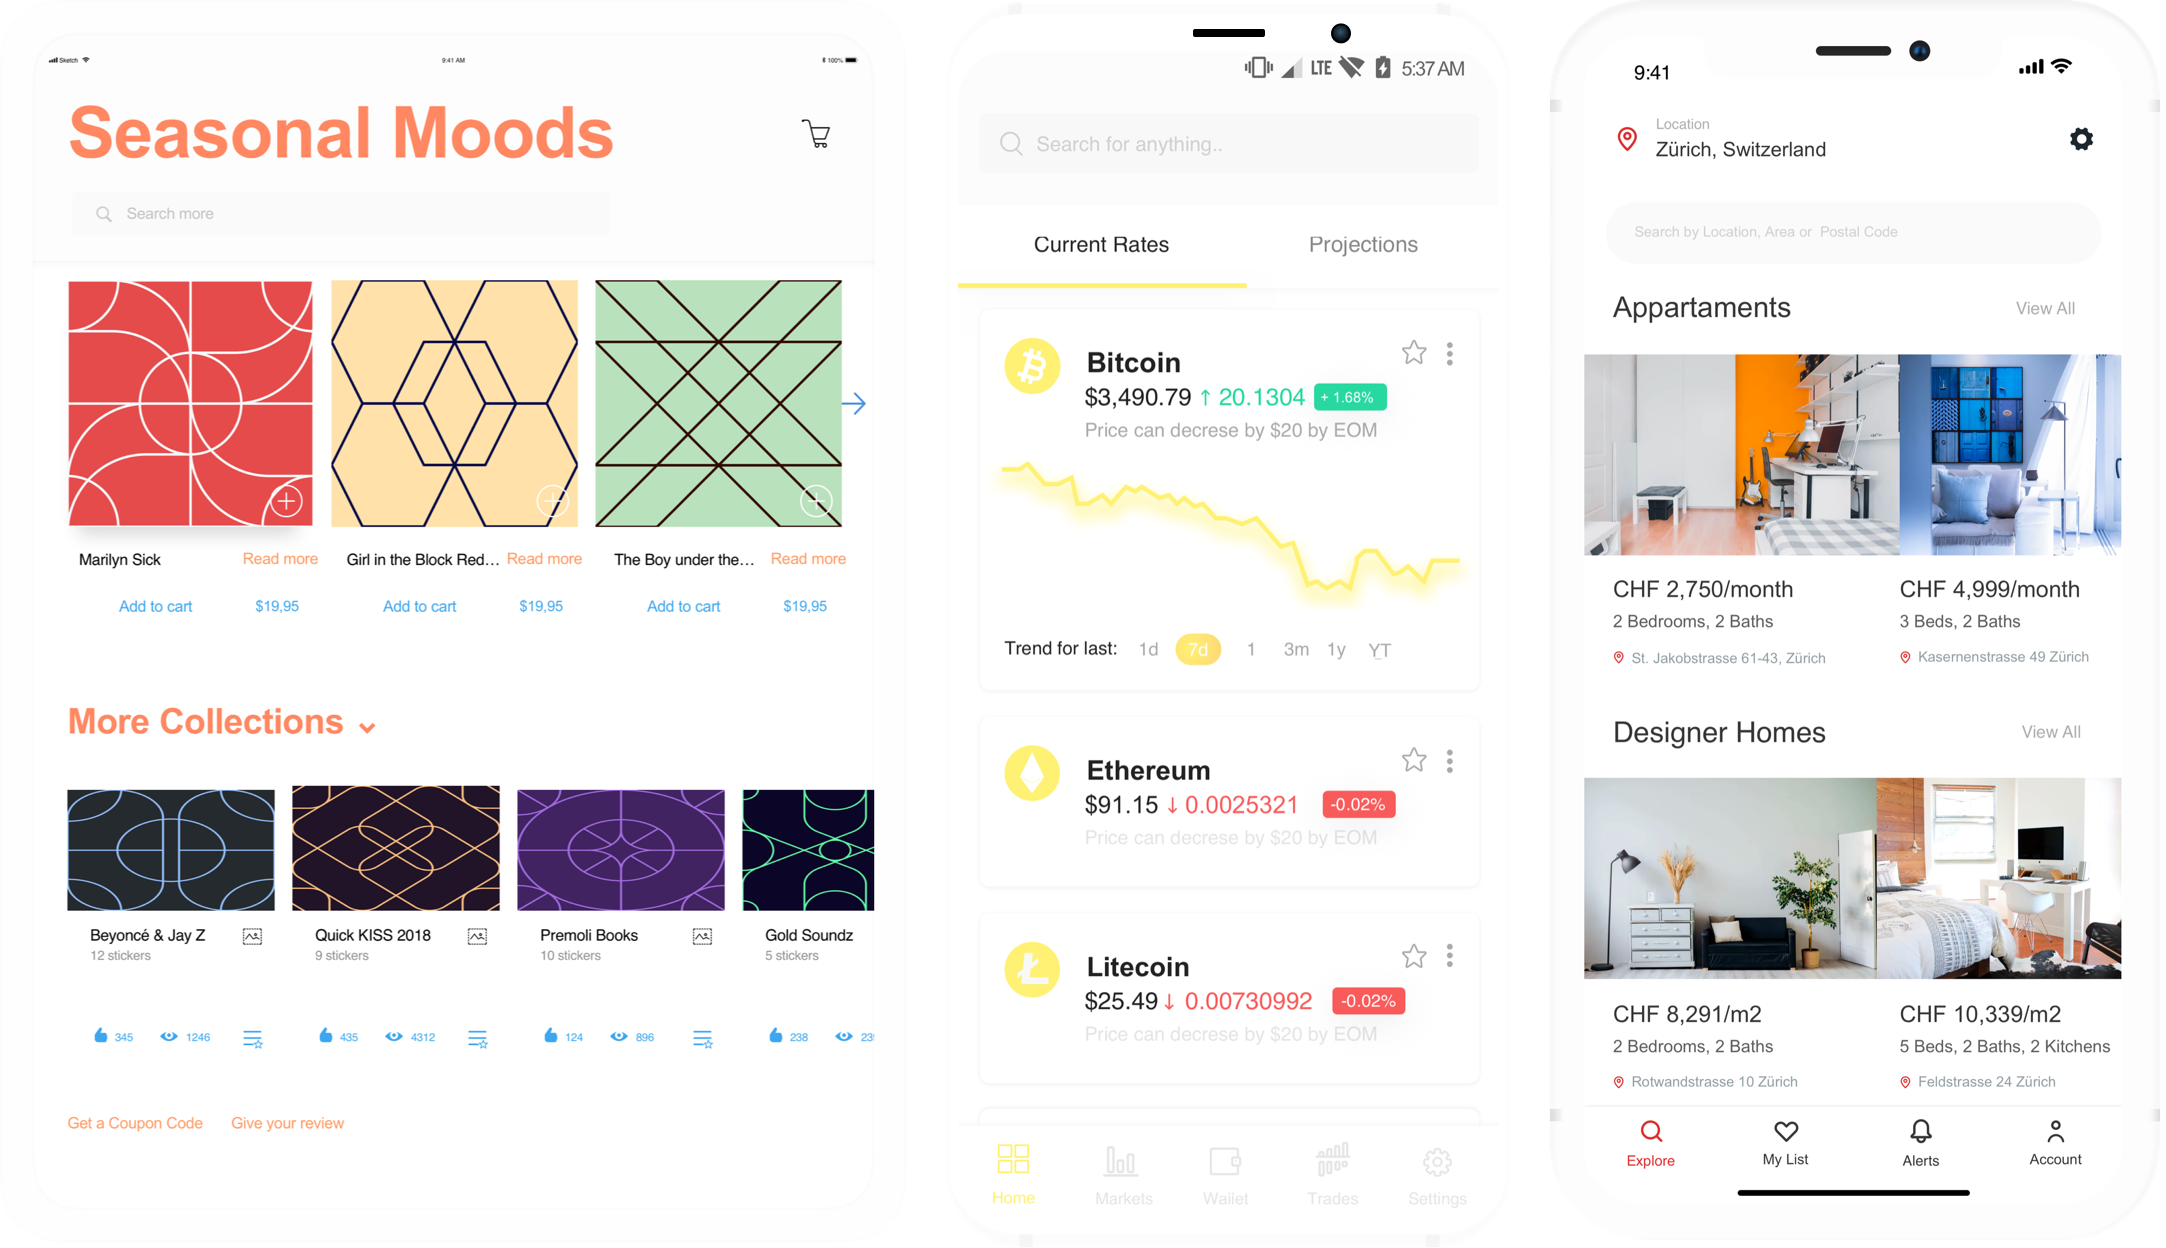 Sketch 9:41 AM 100%
Seasonal Moods
Search more
Marilyn Sick Read more
Add to cart $19,95
Girl in the Block Red... Read more
Add to cart $19,95
The Boy under the... Read more
Add to cart $19,95
More Collections
Beyoncé & Jay Z
12 stickers
345 1246
Quick KISS 2018
9 stickers
435 4312
Premoli Books
10 stickers
124 896
Gold Soundz
5 stickers
238 23
Get a Coupon Code Give your review
LTE 5:37 AM
Search for anything..
Current Rates Projections
Bitcoin
$3,490.79 ↑ 20.1304 + 1.68%
Price can decrese by $20 by EOM
Trend for last: 1d 7d 1 3m 1y YT
Ethereum
$91.15 ↓ 0.0025321 -0.02%
Price can decrese by $20 by EOM
Litecoin
$25.49 ↓ 0.00730992 -0.02%
Price can decrese by $20 by EOM
Home Markets Wallet Trades Settings
9:41
Location
Zürich, Switzerland
Search by Location, Area or Postal Code
Appartaments View All
CHF 2,750/month
2 Bedrooms, 2 Baths
St. Jakobstrasse 61-43, Zürich
CHF 4,999/month
3 Beds, 2 Baths
Kasernenstrasse 49 Zürich
Designer Homes View All
CHF 8,291/m2
2 Bedrooms, 2 Baths
Rotwandstrasse 10 Zürich
CHF 10,339/m2
5 Beds, 2 Baths, 2 Kitchens
Feldstrasse 24 Zürich
Explore My List Alerts Account